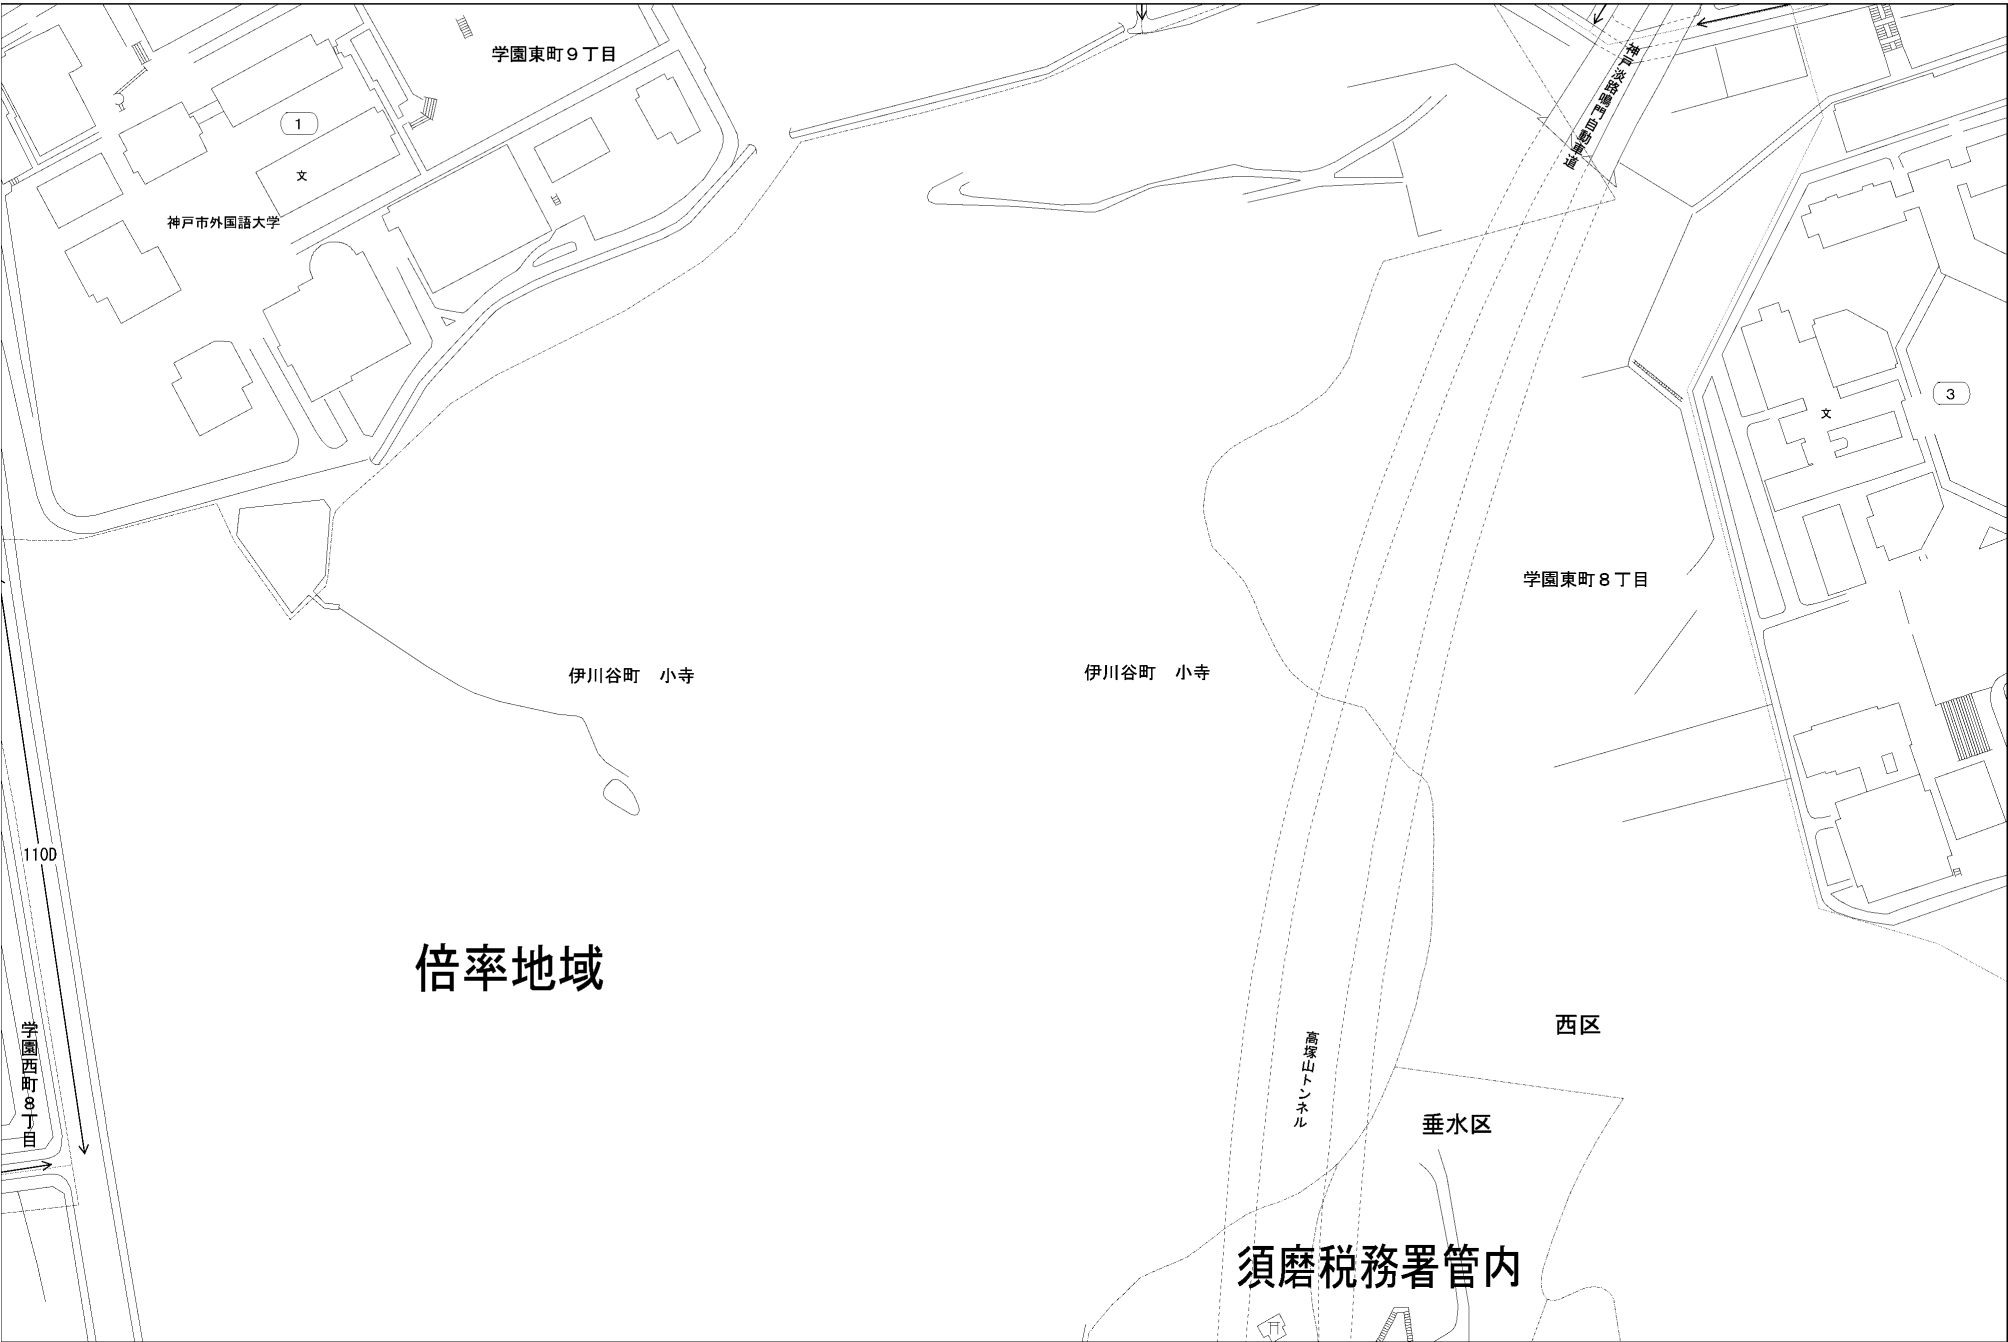 学園東町９丁目
神戸淡路鳴門自動車道
1
文
神戸市外国語大学
3
文
学園東町８丁目
伊川谷町　小寺
伊川谷町　小寺
110D
倍率地域
学園西町８丁目
西区
高塚山トンネル
垂水区
須磨税務署管内